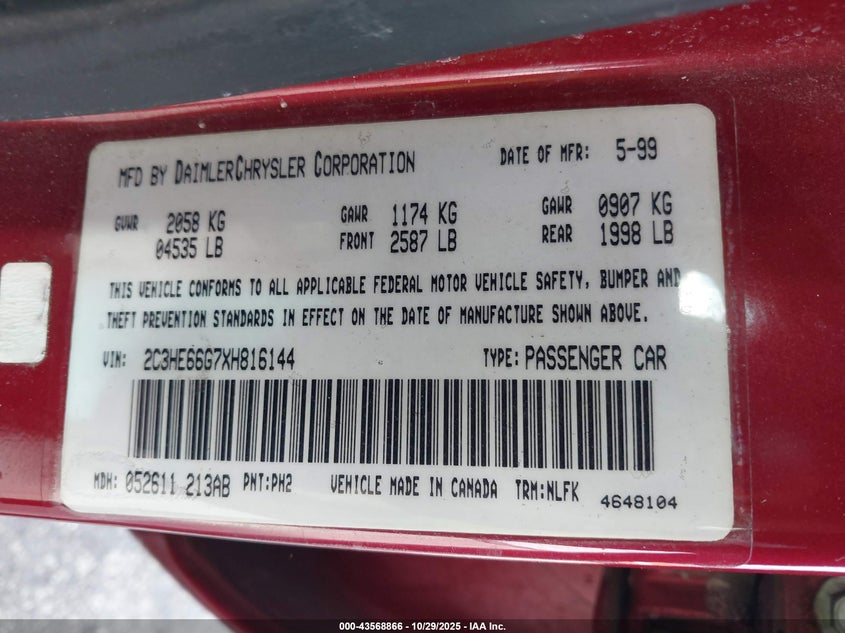 MFD BY DAIMLERCHRYSLER CORPORATION DATE OF MFR: 5-99
GVWR 2058 KG GAWR 1174 KG GAWR 0907 KG
04535 LB FRONT 2587 LB REAR 1998 LB
THIS VEHICLE CONFORMS TO ALL APPLICABLE FEDERAL MOTOR VEHICLE SAFETY, BUMPER AND
THEFT PREVENTION STANDARDS IN EFFECT ON THE DATE OF MANUFACTURE SHOWN ABOVE.
VIN: 2C3HE66G7XH816144 TYPE: PASSENGER CAR
MDH: 052611 213AB PNT:PH2 VEHICLE MADE IN CANADA TRM:NLFK 4648104
000-43568866 • 10/29/2025 • IAA Inc.